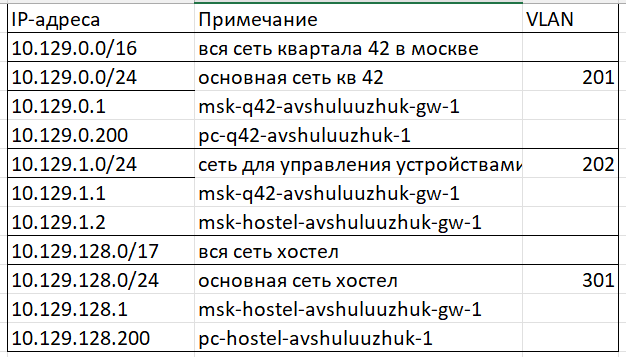 IP-адреса Примечание VLAN
10.129.0.0/16 вся сеть квартала 42 в москве
10.129.0.0/24 основная сеть кв 42 201
10.129.0.1 msk-q42-avshuluuzhuk-gw-1
10.129.0.200 pc-q42-avshuluuzhuk-1
10.129.1.0/24 сеть для управления устройствами 202
10.129.1.1 msk-q42-avshuluuzhuk-gw-1
10.129.1.2 msk-hostel-avshuluuzhuk-gw-1
10.129.128.0/17 вся сеть хостел
10.129.128.0/24 основная сеть хостел 301
10.129.128.1 msk-hostel-avshuluuzhuk-gw-1
10.129.128.200 pc-hostel-avshuluuzhuk-1